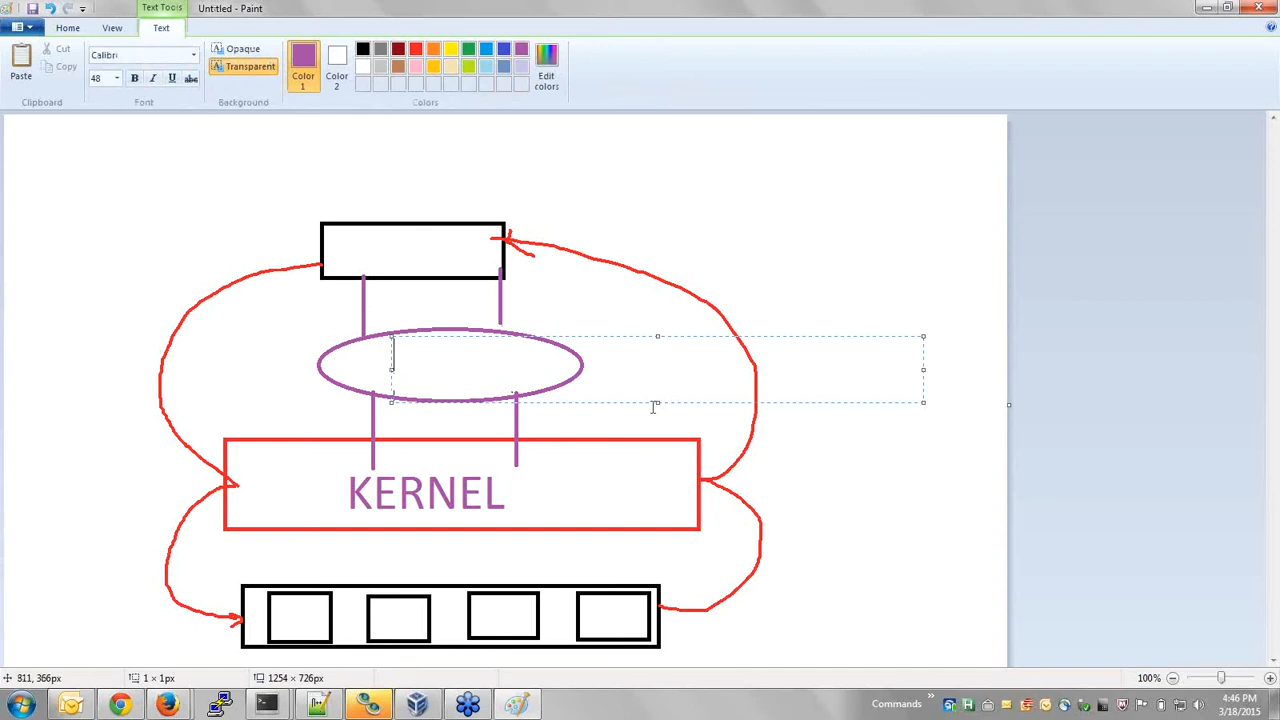 Text Tools
Untitled - Paint
Home
View
Text
Paste
Cut
Copy
Clipboard
Calibri
48
B
I
U
abc
Font
Opaque
Transparent
Background
Color 1
Color 2
Edit colors
Colors
KERNEL
811, 366px
1 × 1px
1254 × 726px
100%
Commands
4:46 PM
3/18/2015